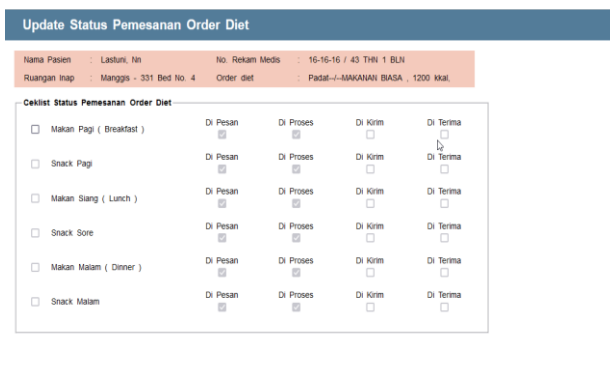 Update Status Pemesanan Order Diet
Nama Pasien : Lastuni, Nn No. Rekam Medis : 16-16-16 / 43 THN 1 BLN
Ruangan Inap : Manggis - 331 Bed No. 4 Order diet : Padat--/--MAKANAN BIASA , 1200 kkal,
Ceklist Status Pemesanan Order Diet
Makan Pagi ( Breakfast ) Di Pesan Di Proses Di Kirim Di Terima
Snack Pagi Di Pesan Di Proses Di Kirim Di Terima
Makan Siang ( Lunch ) Di Pesan Di Proses Di Kirim Di Terima
Snack Sore Di Pesan Di Proses Di Kirim Di Terima
Makan Malam ( Dinner ) Di Pesan Di Proses Di Kirim Di Terima
Snack Malam Di Pesan Di Proses Di Kirim Di Terima